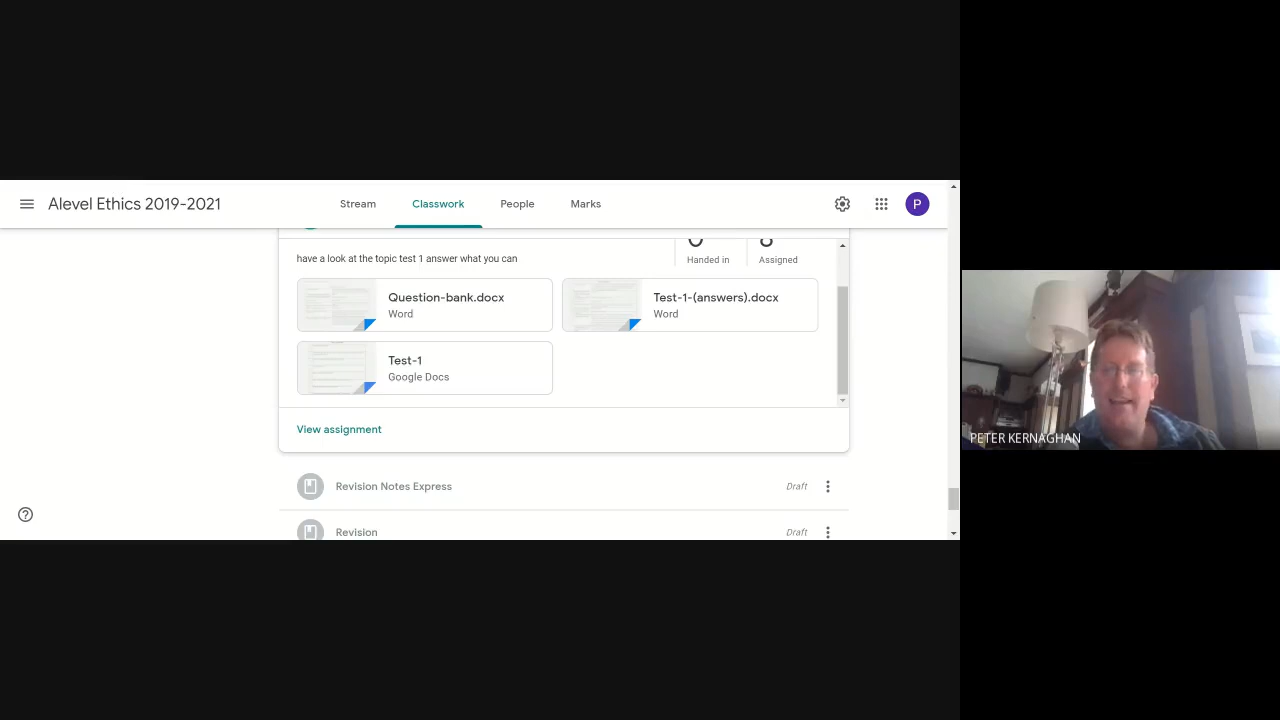 Alevel Ethics 2019-2021
Stream
Classwork
People
Marks
P
have a look at the topic test 1 answer what you can
Handed in
Assigned
Question-bank.docx
Word
Test-1-(answers).docx
Word
Test-1
Google Docs
View assignment
Revision Notes Express
Draft
Revision
Draft
PETER KERNAGHAN